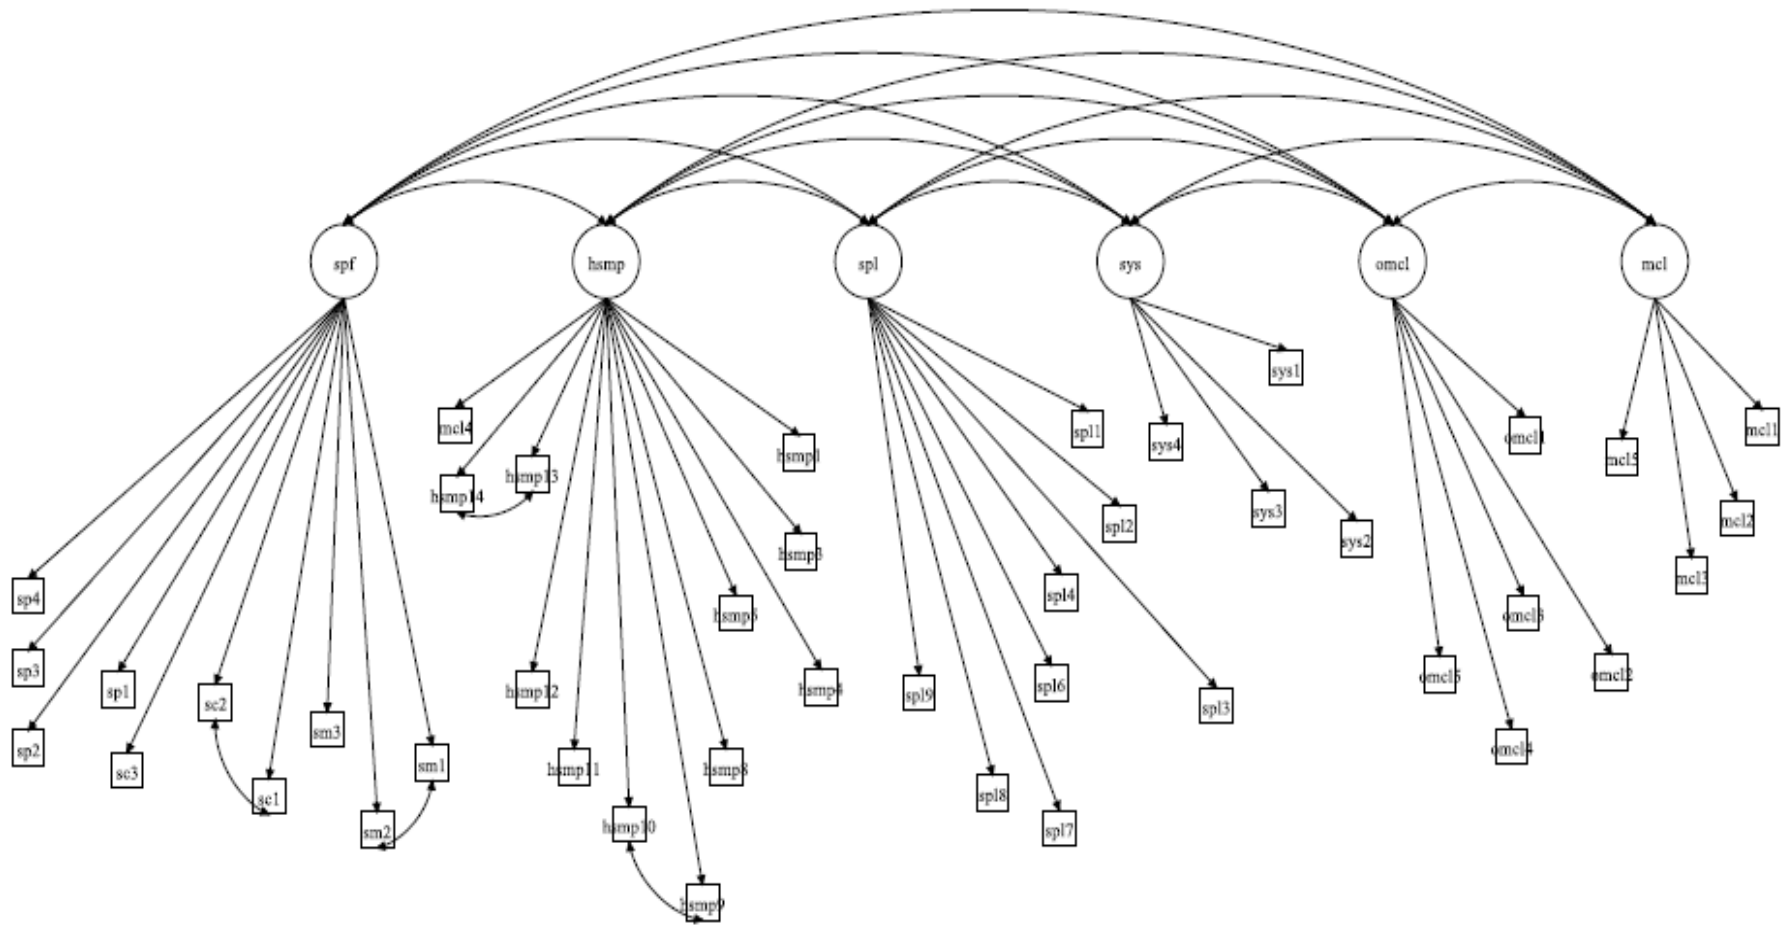 spf
hsmp
spl
sys
omcl
mcl
sys1
mcl4
hsmp1
spl1
sys4
omcl1
mcl5
mcl1
hsmp14
hsmp13
spl2
sys3
sys2
mcl2
hsmp3
mcl3
sp4
hsmp5
spl4
omcl3
sp3
sp1
hsmp12
hsmp4
spl9
spl6
omcl5
omcl2
sc2
spl3
sm3
sp2
omcl4
sc3
sm1
hsmp11
hsmp8
sc1
spl8
sm2
hsmp10
spl7
hsmp9